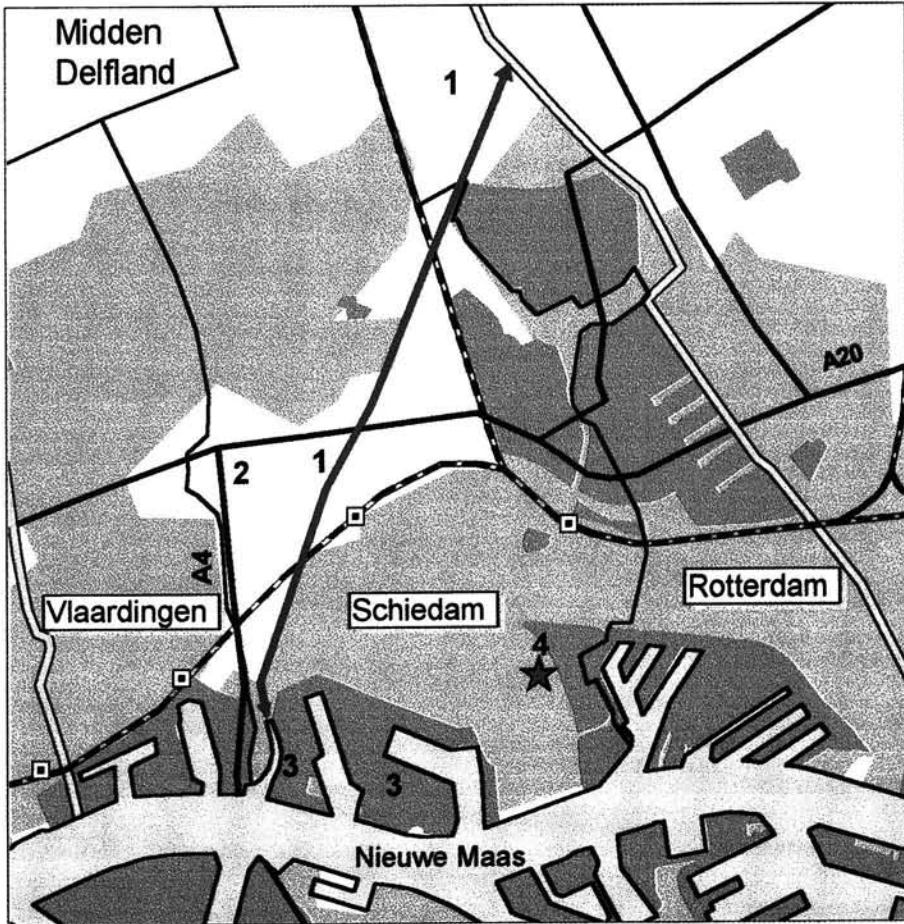 Midden
Delfland
1
A20
2
1
A4
Vlaardingen
Schiedam
Rotterdam
4
3
3
Nieuwe Maas